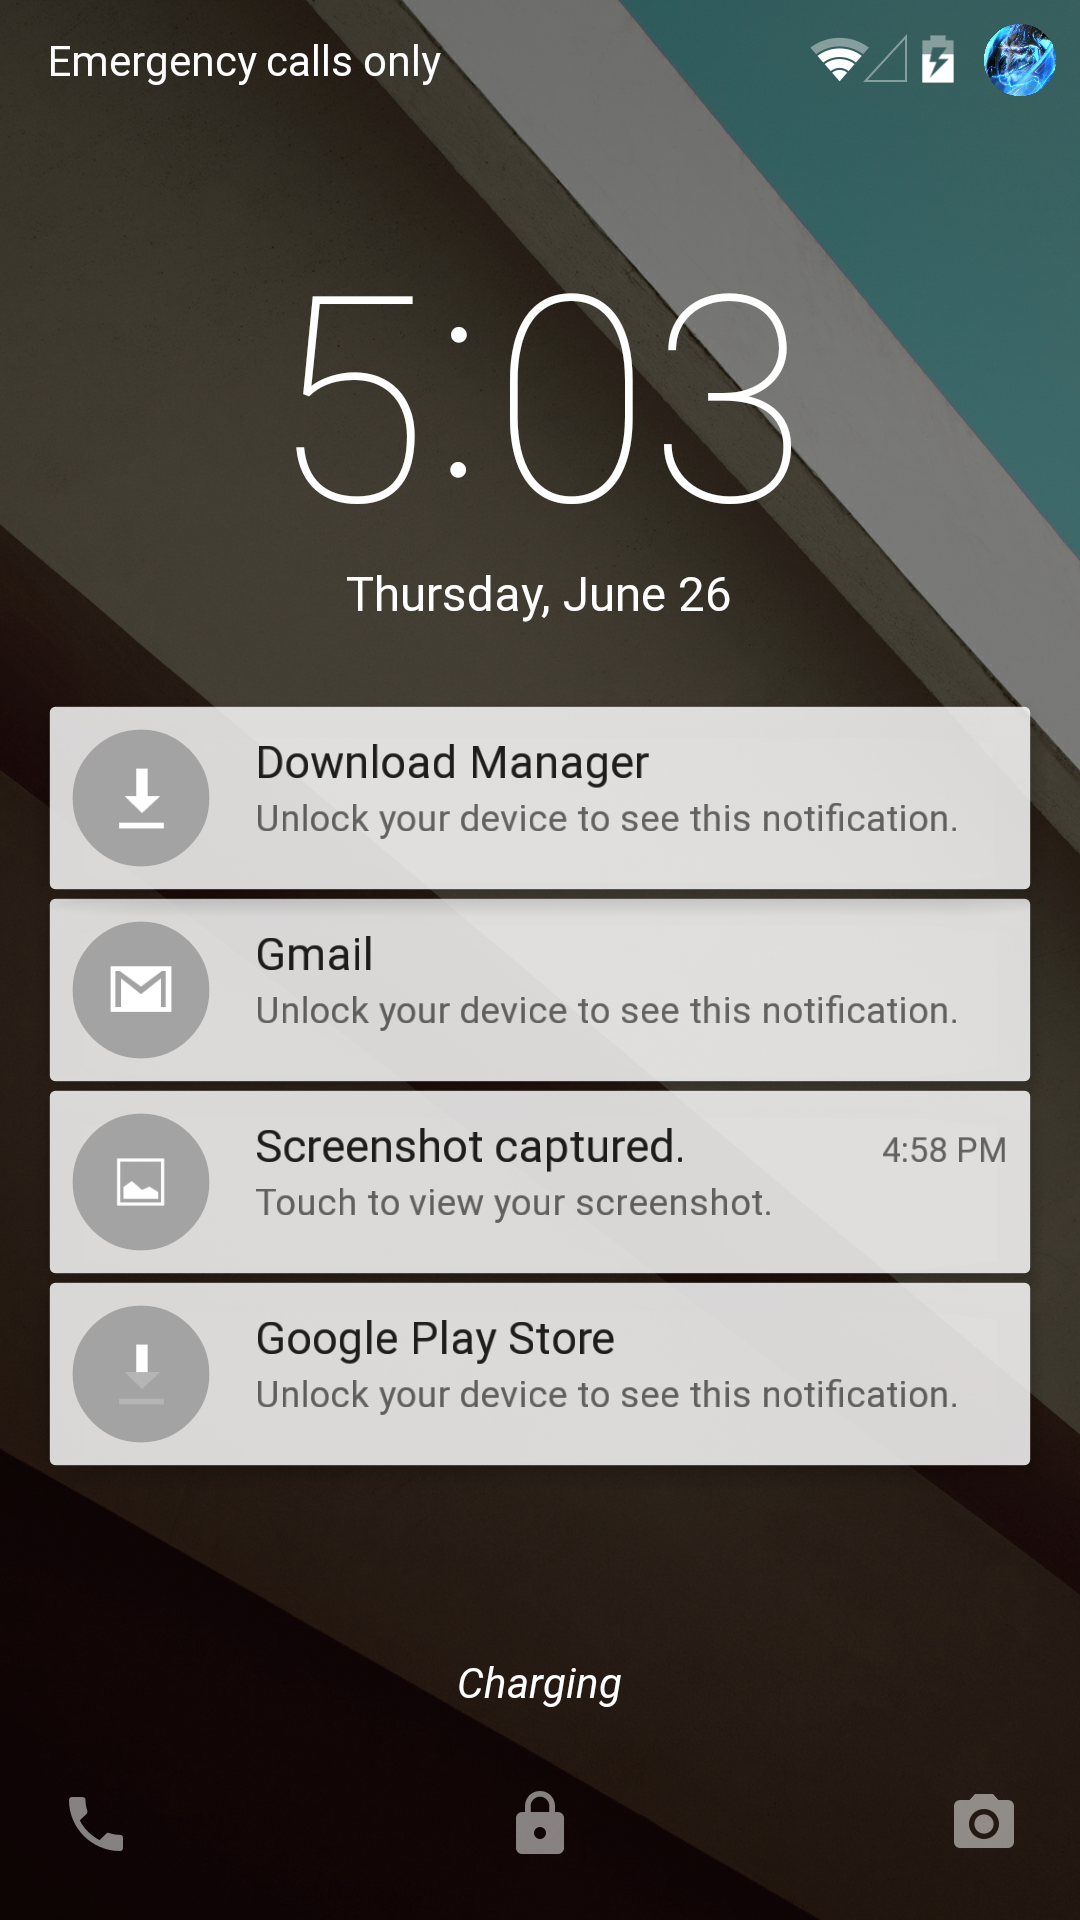 Emergency calls only
5:03
Thursday, June 26
Download Manager
Unlock your device to see this notification.
Gmail
Unlock your device to see this notification.
Screenshot captured. 4:58 PM
Touch to view your screenshot.
Google Play Store
Unlock your device to see this notification.
Charging